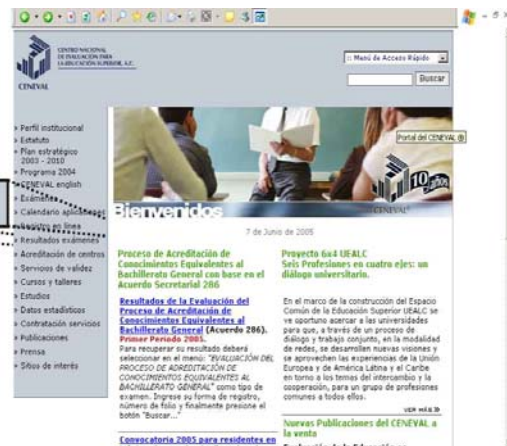 CENTRO NACIONAL
DE EVALUACIÓN PARA
LA EDUCACIÓN SUPERIOR, A.C.
CENEVAL
:: Menú de Acceso Rápido
Buscar
» Perfil institucional
» Estatuto
» Plan estratégico
2003 - 2010
» Programa 2004
» CENEVAL english
» Exámenes
» Calendario aplicaciones
» Registro en línea
» Resultados exámenes
» Acreditación de centros
» Servicios de validez
» Cursos y talleres
» Estudios
» Datos estadísticos
» Contratación servicios
» Publicaciones
» Prensa
» Sitios de interés
Portal del CENEVAL
10 años
CENEVAL
Bienvenidos
7 de Junio de 2005
Proceso de Acreditación de
Conocimientos Equivalentes al
Bachillerato General con base en el
Acuerdo Secretarial 286
Resultados de la Evaluación del
Proceso de Acreditación de
Conocimientos Equivalentes al
Bachillerato General (Acuerdo 286).
Primer Periodo 2005.
Para recuperar su resultado deberá
seleccionar en el menú: "EVALUACIÓN DEL
PROCESO DE ADREDITACIÓN DE
CONOCIMIENTOS EQUIVALENTES AL
BACHILLERATO GENERAL" como tipo de
examen. Ingrese su forma de registro,
número de folio y finalmente presione el
botón "Buscar..."
Convocatoria 2005 para residentes en
Proyecto 6x4 UEALC
Seis Profesiones en cuatro ejes: un
diálogo universitario.
En el marco de la construcción del Espacio
Común de la Educación Superior UEALC se
ve oportuno acercar a las universidades
para que, a través de un proceso de
diálogo y trabajo conjunto, en la modalidad
de redes, se desarrollen nuevas visiones y
se aprovechen las experiencias de la Unión
Europea y de América Látina y el Caribe
en torno a los temas del intercambio y la
cooperación, para un grupo de profesiones
comunes a todos ellos.
VER MÁS »
Nuevas Publicaciones del CENEVAL a
la venta